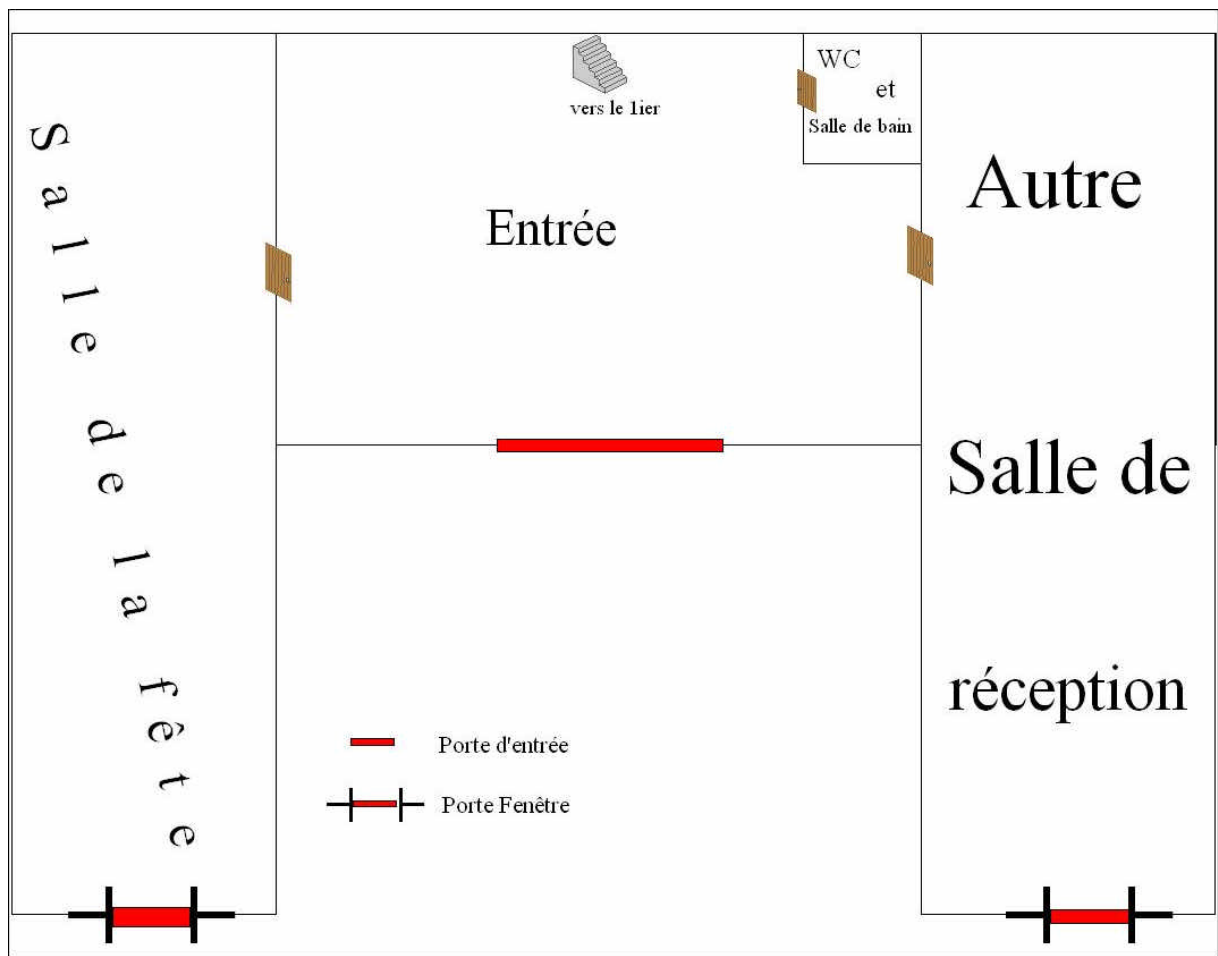 Salle de la fête
vers le 1ier
Entrée
WC
et
Salle de bain
Autre
Salle de
réception
Porte d'entrée
Porte Fenêtre